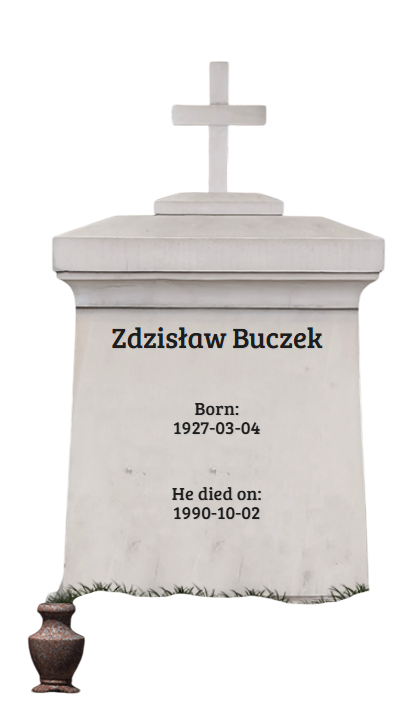 Zdzisław Buczek
Born:
1927-03-04
He died on:
1990-10-02